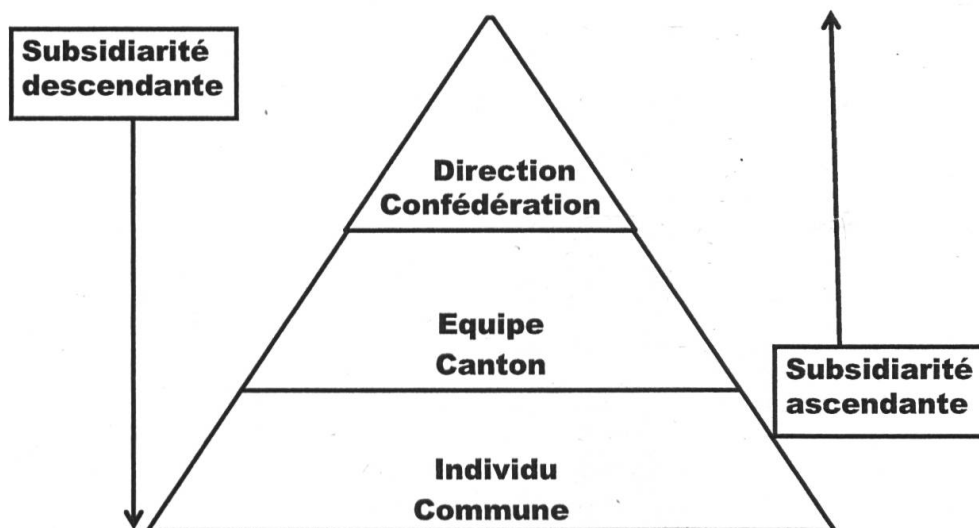 Subsidiarité
descendante
Direction
Confédération
Equipe
Canton
Subsidiarité
ascendante
Individu
Commune